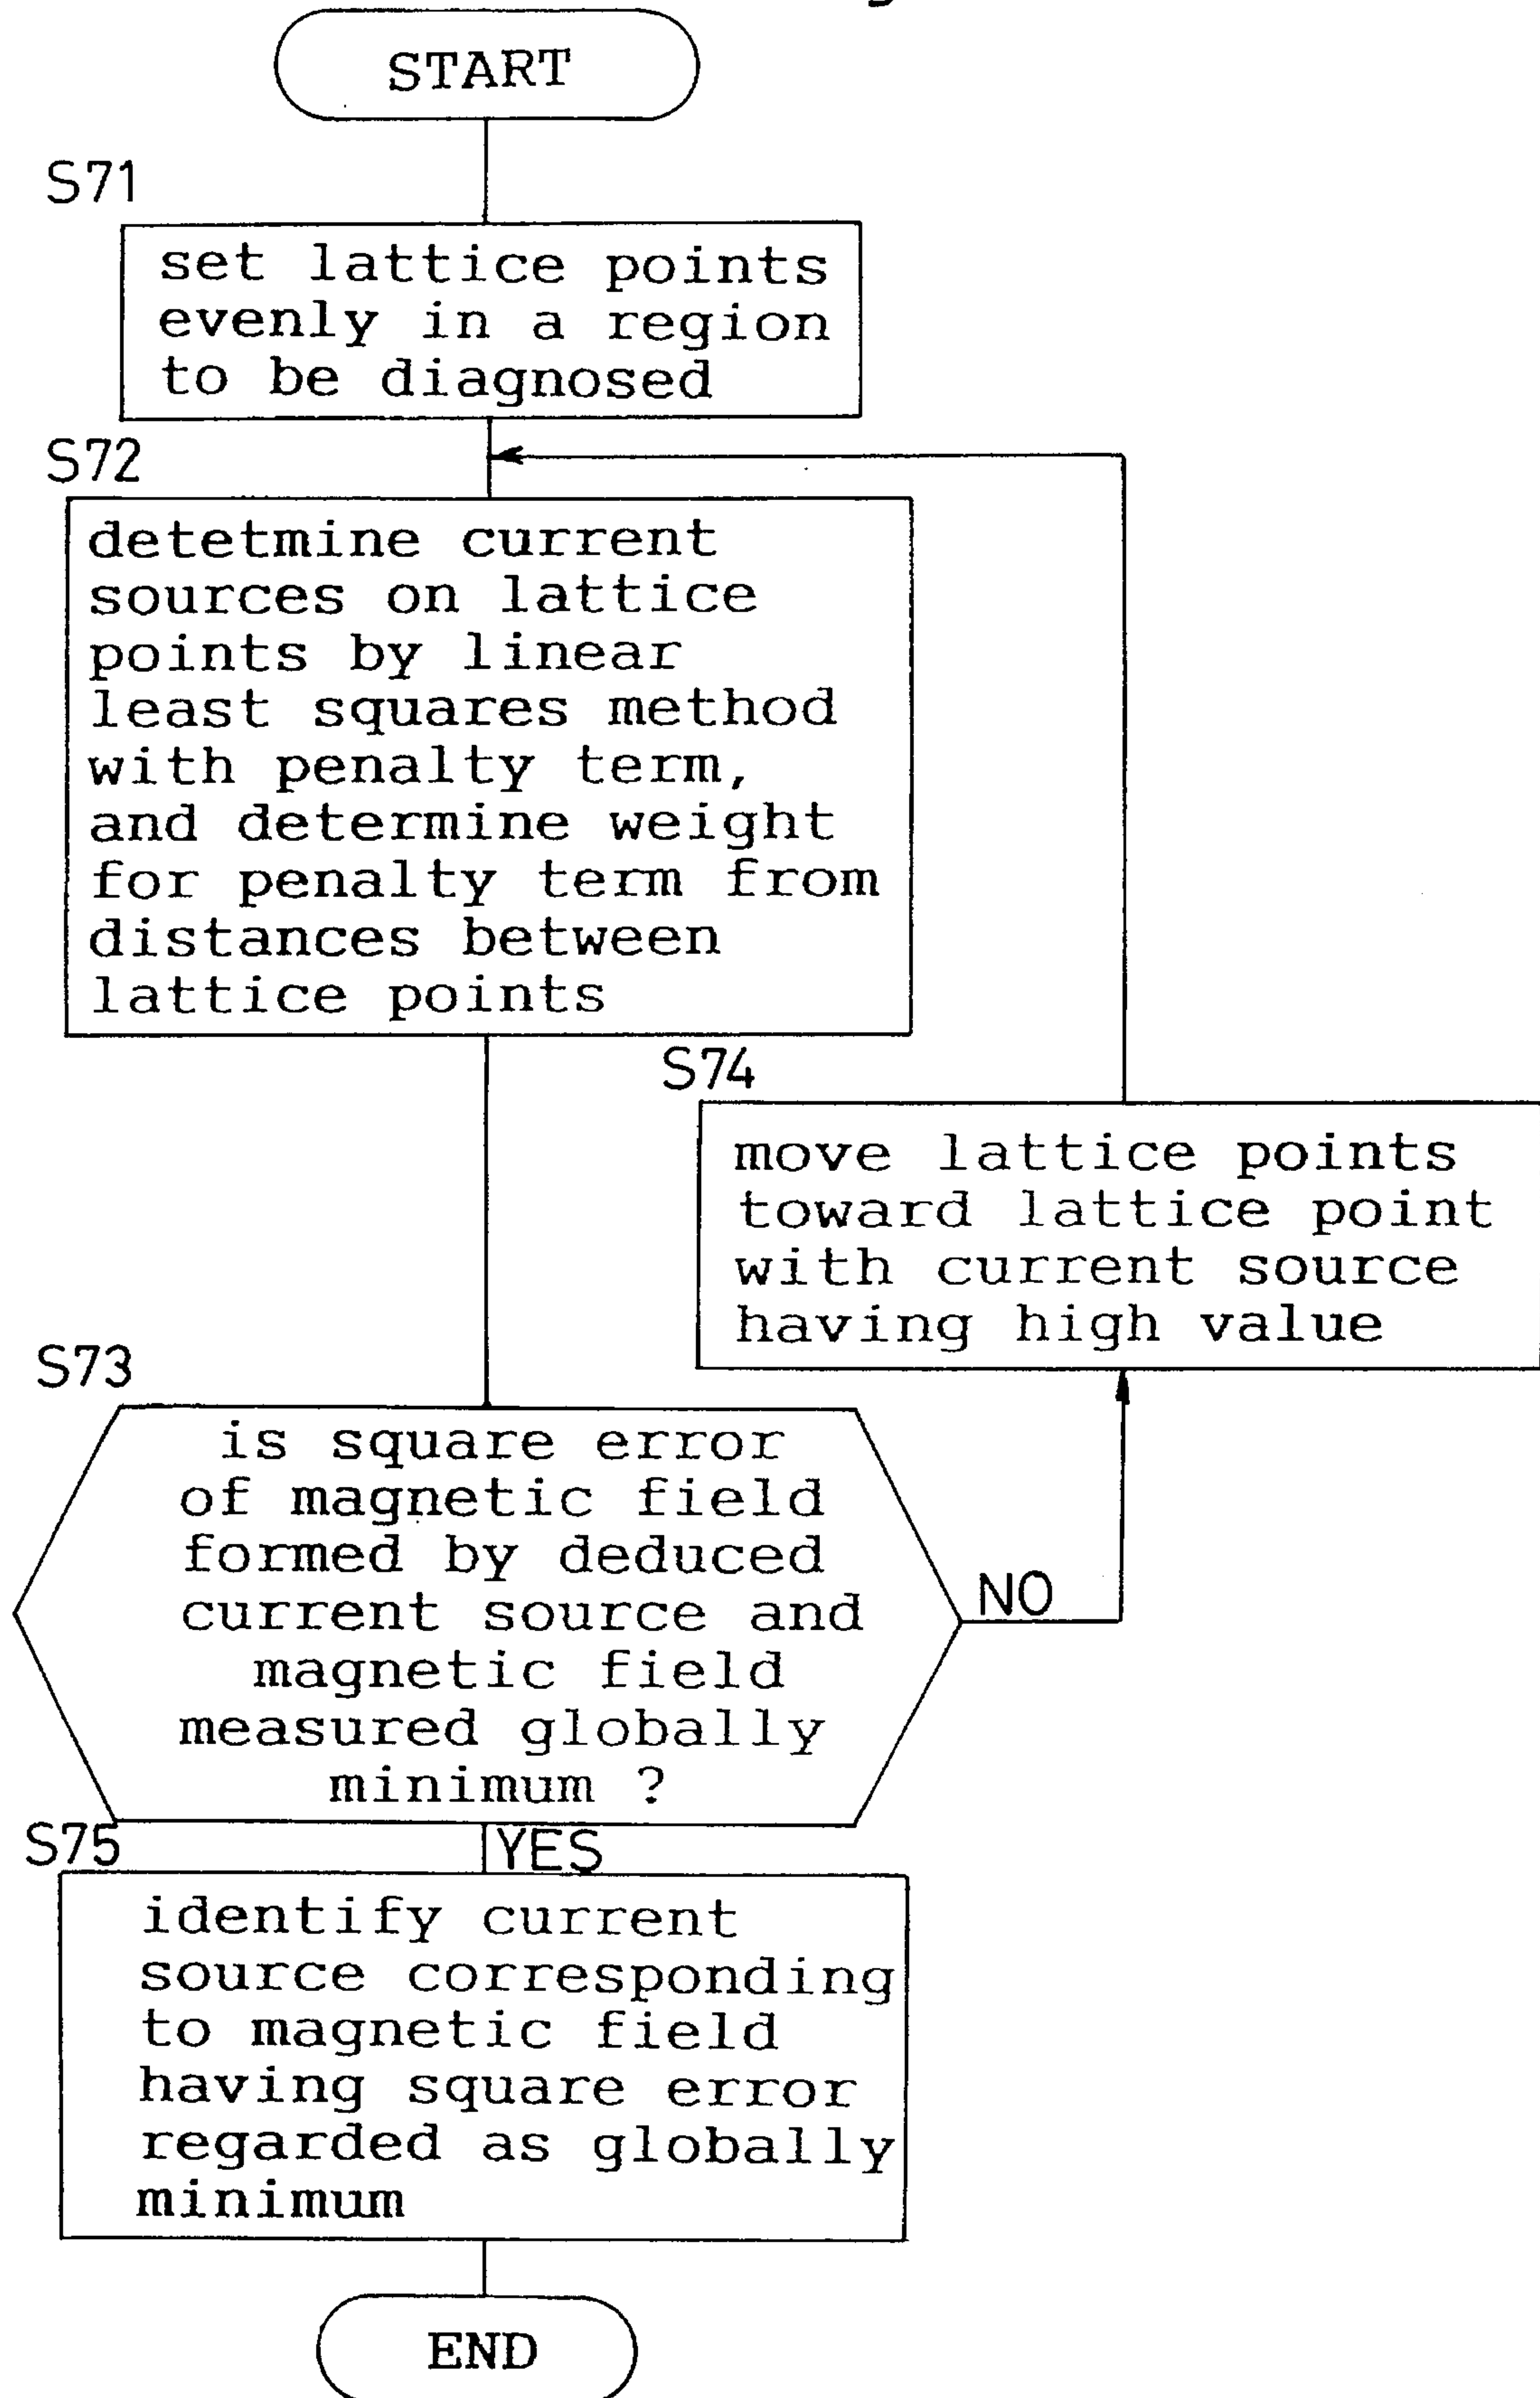 START
S71
set lattice points
evenly in a region
to be diagnosed
S72
detetmine current
sources on lattice
points by linear
least squares method
with penalty term,
and determine weight
for penalty term from
distances between
lattice points
S74
move lattice points
toward lattice point
with current source
having high value
S73
is square error
of magnetic field
formed by deduced
current source and
magnetic field
measured globally
minimum ?
NO
YES
S75
identify current
source corresponding
to magnetic field
having square error
regarded as globally
minimum
END